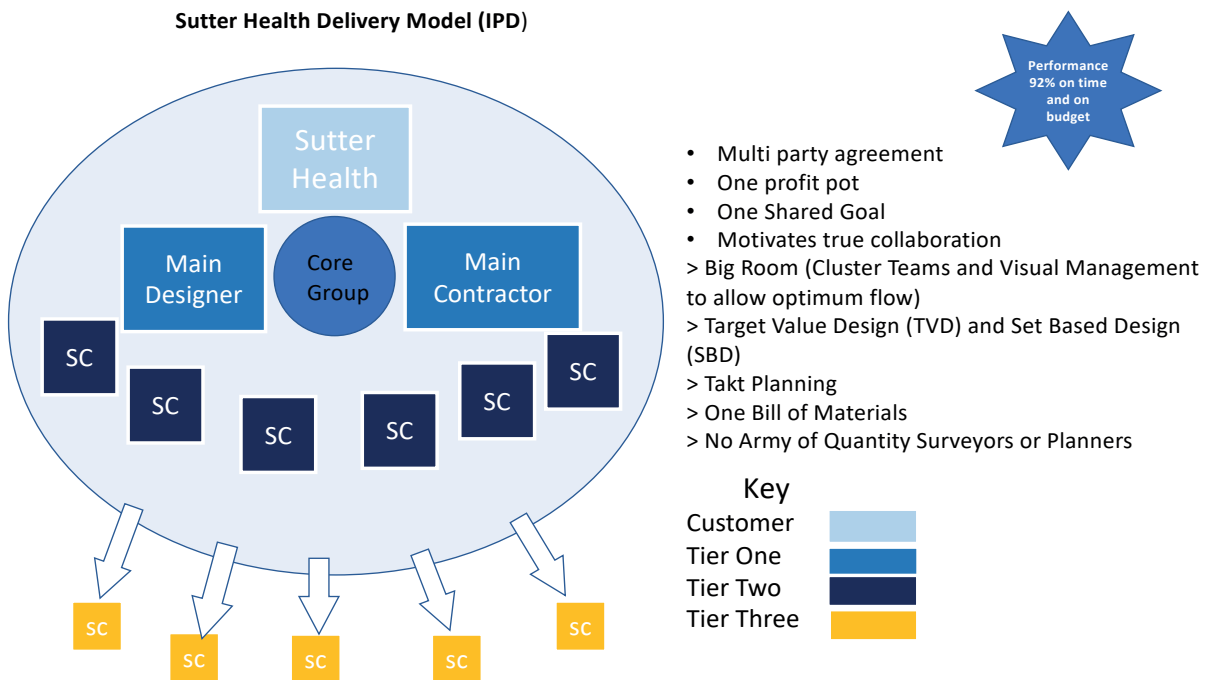 Sutter Health Delivery Model (IPD)
Performance
92% on time
and on
budget
Sutter
Health
Main
Designer
Core
Group
Main
Contractor
SC
SC
SC
SC
SC
SC
sc
sc
sc
sc
sc
• Multi party agreement
• One profit pot
• One Shared Goal
• Motivates true collaboration
> Big Room (Cluster Teams and Visual Management
to allow optimum flow)
> Target Value Design (TVD) and Set Based Design
(SBD)
> Takt Planning
> One Bill of Materials
> No Army of Quantity Surveyors or Planners
Key
Customer
Tier One
Tier Two
Tier Three